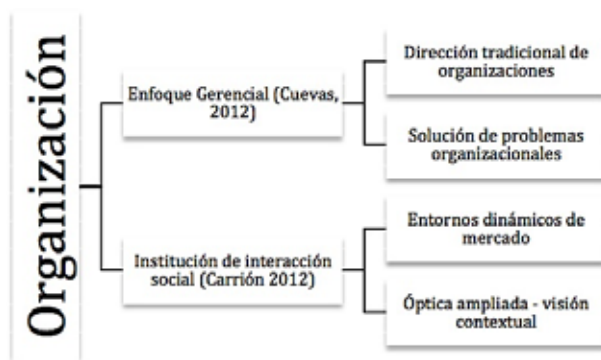 Organización
Enfoque Gerencial (Cuevas,
2012)
Dirección tradicional de
organizaciones
Solución de problemas
organizacionales
Institución de interacción
social (Carrión 2012)
Entornos dinámicos de
mercado
Óptica ampliada - visión
contextual